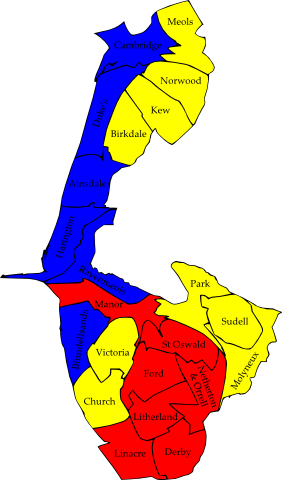 Meols
Cambridge
Norwood
Duke's
Kew
Birkdale
Ainsdale
Harington
Ravenmeols
Park
Manor
Sudell
Blundellsands
St Oswald
Victoria
Molyneux
Ford
Netherton
& Orrell
Church
Litherland
Linacre
Derby